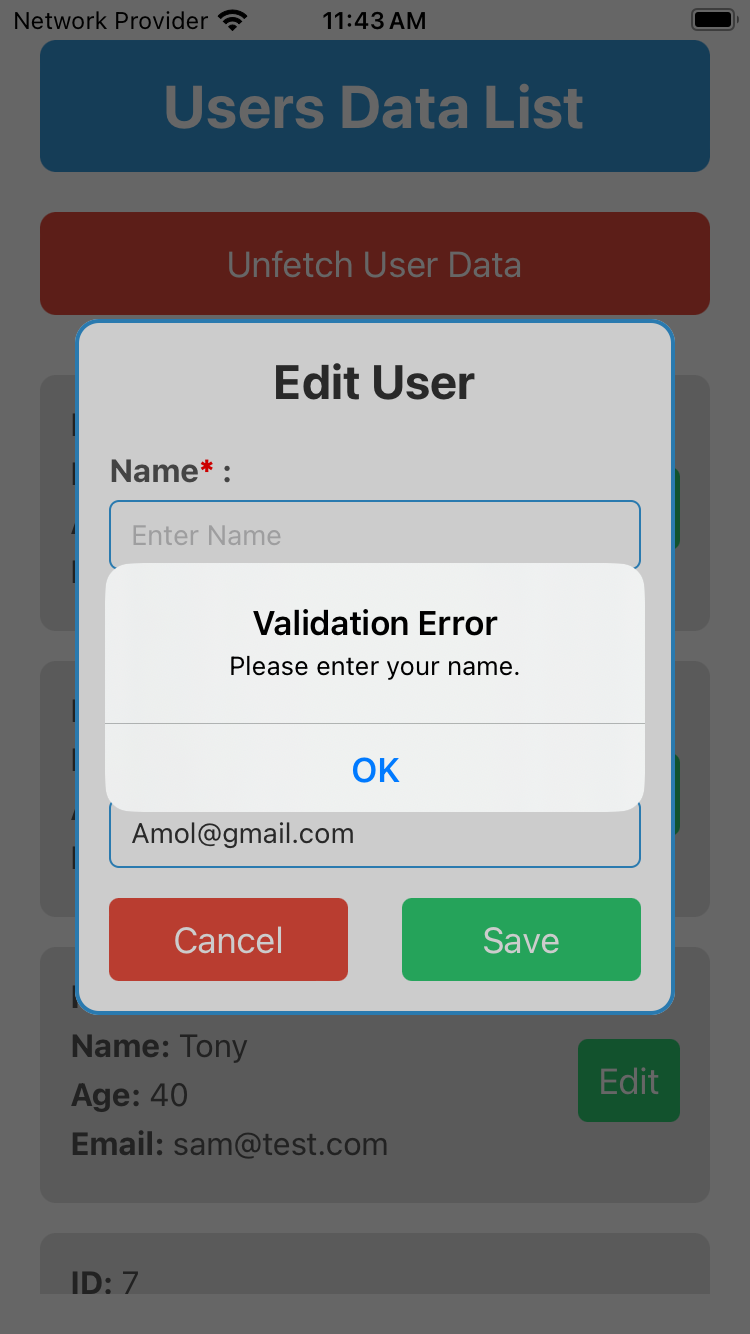 Network Provider 11:43 AM
Users Data List
Unfetch User Data
Edit User
Name* :
Enter Name
Validation Error
Please enter your name.
OK
Amol@gmail.com
Cancel Save
Name: Tony
Age: 40
Edit
Email: sam@test.com
ID: 7